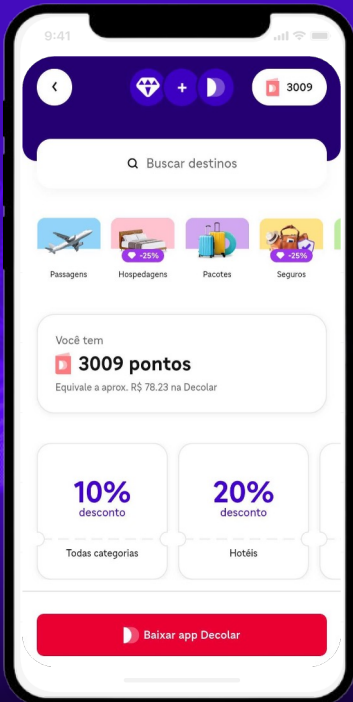 9:41
+
3009
Buscar destinos
-25%
-25%
Passagens
Hospedagens
Pacotes
Seguros
Você tem
3009 pontos
Equivale a aprox. R$ 78.23 na Decolar
10%
desconto
Todas categorias
20%
desconto
Hotéis
Baixar app Decolar